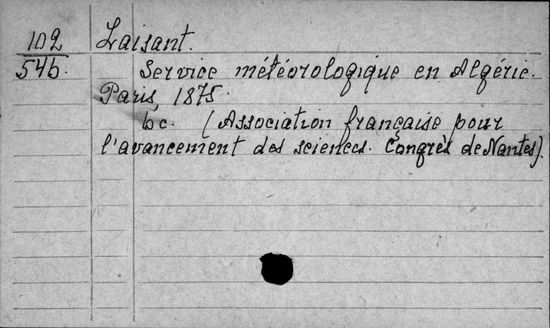 102 Laisant.
546. Service météorologique en Algérie.
Paris, 1875.
bc. (Association française pour
l'avancement des sciences. Congrès de Nantes).